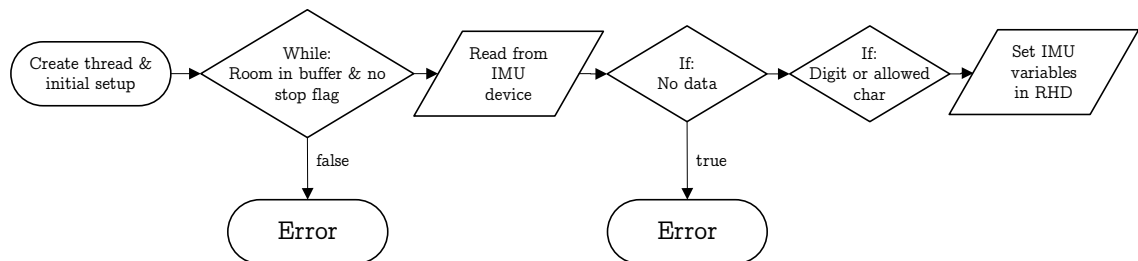 Create thread &
initial setup
While:
Room in buffer & no
stop flag
Read from
IMU
device
If:
No data
If:
Digit or allowed
char
Set IMU
variables
in RHD
false
true
Error
Error